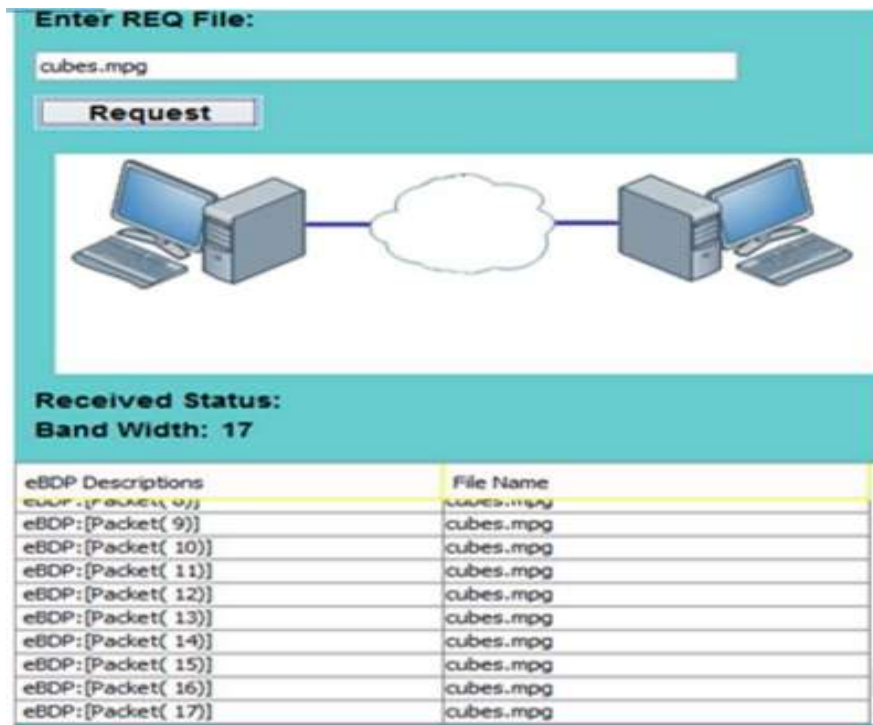 Enter REQ File:
cubes.mpg
Request
Received Status:
Band Width: 17
eBDP Descriptions File Name
cubes.mpg
eBDP:[Packet( 9)] cubes.mpg
eBDP:[Packet( 10)] cubes.mpg
eBDP:[Packet( 11)] cubes.mpg
eBDP:[Packet( 12)] cubes.mpg
eBDP:[Packet( 13)] cubes.mpg
eBDP:[Packet( 14)] cubes.mpg
eBDP:[Packet( 15)] cubes.mpg
eBDP:[Packet( 16)] cubes.mpg
eBDP:[Packet( 17)] cubes.mpg